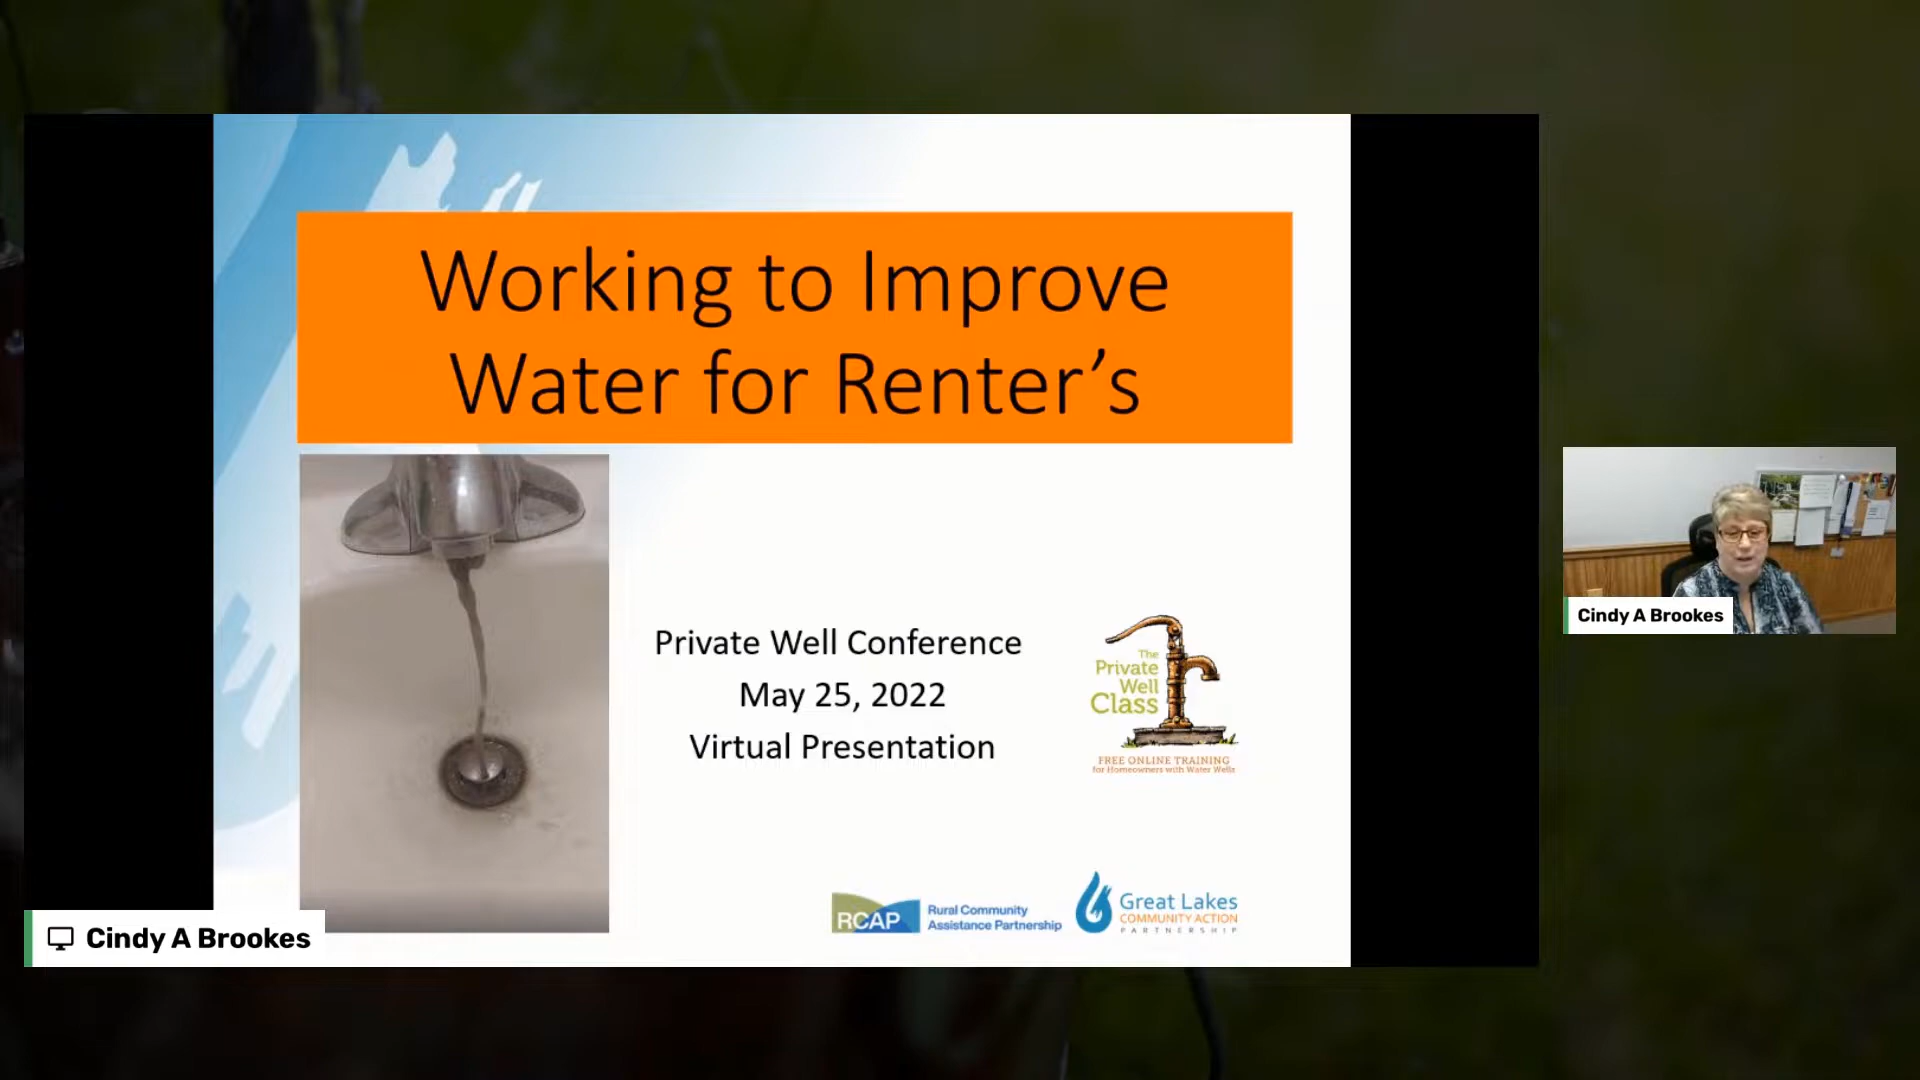 Working to Improve
Water for Renter’s
Private Well Conference
May 25, 2022
Virtual Presentation
The
Private
Well
Class
FREE ONLINE TRAINING
for Homeowners with Water Wells
RCAP
Rural Community
Assistance Partnership
Great Lakes
COMMUNITY ACTION
PARTNERSHIP
Cindy A Brookes
Cindy A Brookes